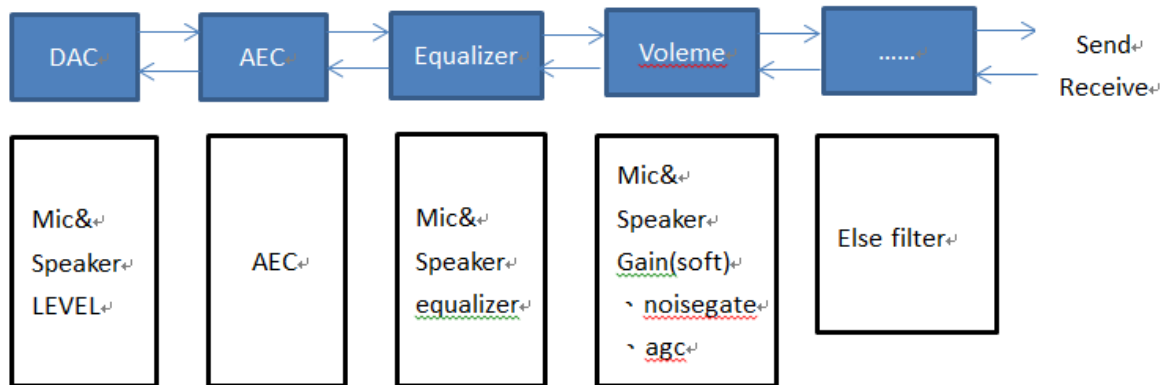 DAC
AEC
Equalizer
Voleme
......
Send
Receive
Mic&
Speaker
LEVEL
AEC
Mic&
Speaker
equalizer
Mic&
Speaker
Gain(soft)
、noisegate
、agc
Else filter